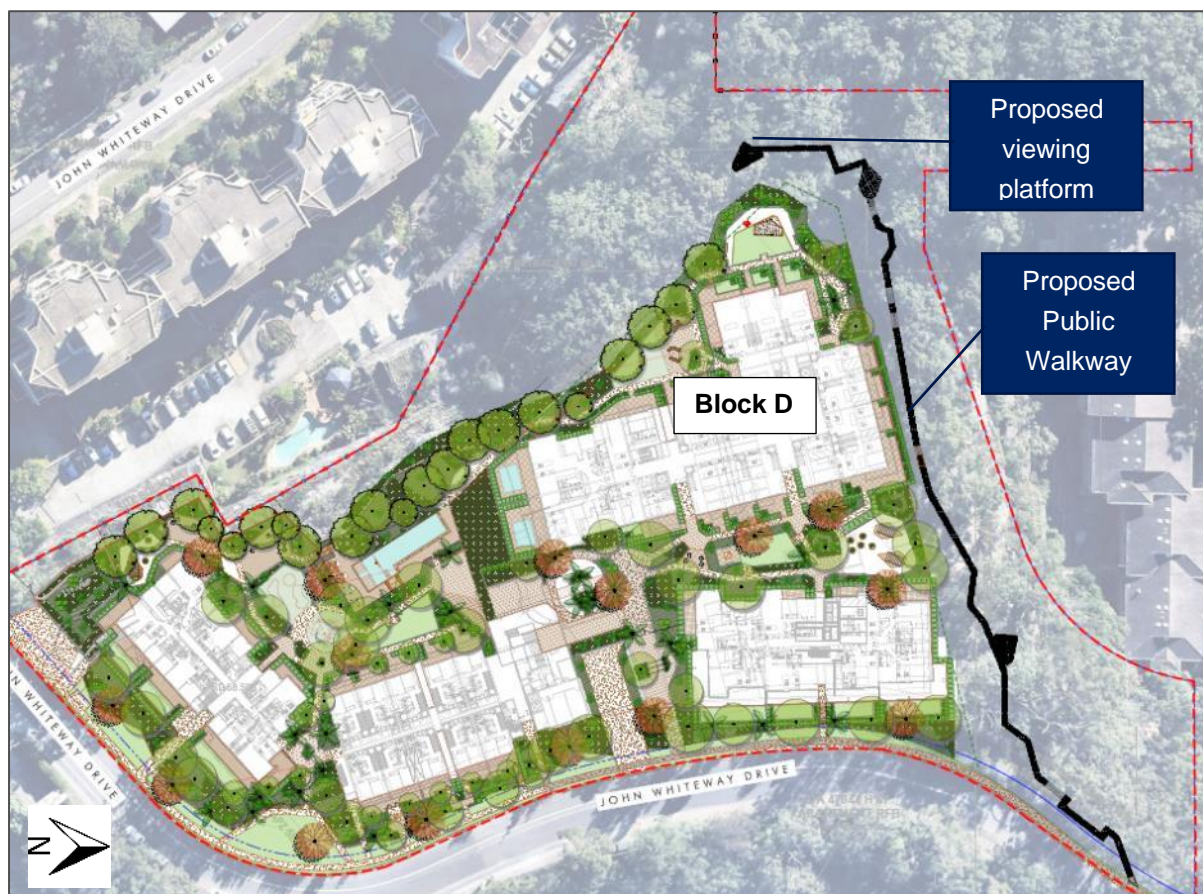 JOHN WHITEWAY DRIVE
Proposed
viewing
platform
Proposed
Public
Walkway
Block D
JOHN WHITEWAY DRIVE
JOHN WHITEWAY DRIVE
N